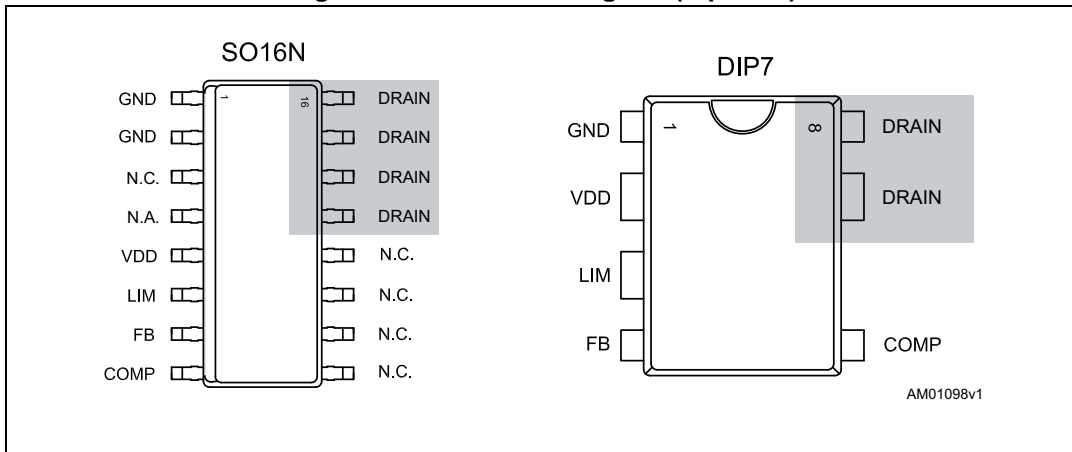 SO16N
GND 1 16 DRAIN
GND DRAIN
N.C. DRAIN
N.A. DRAIN
VDD N.C.
LIM N.C.
FB N.C.
COMP N.C.
DIP7
GND 1 8 DRAIN
VDD DRAIN
LIM
FB COMP
AM01098v1